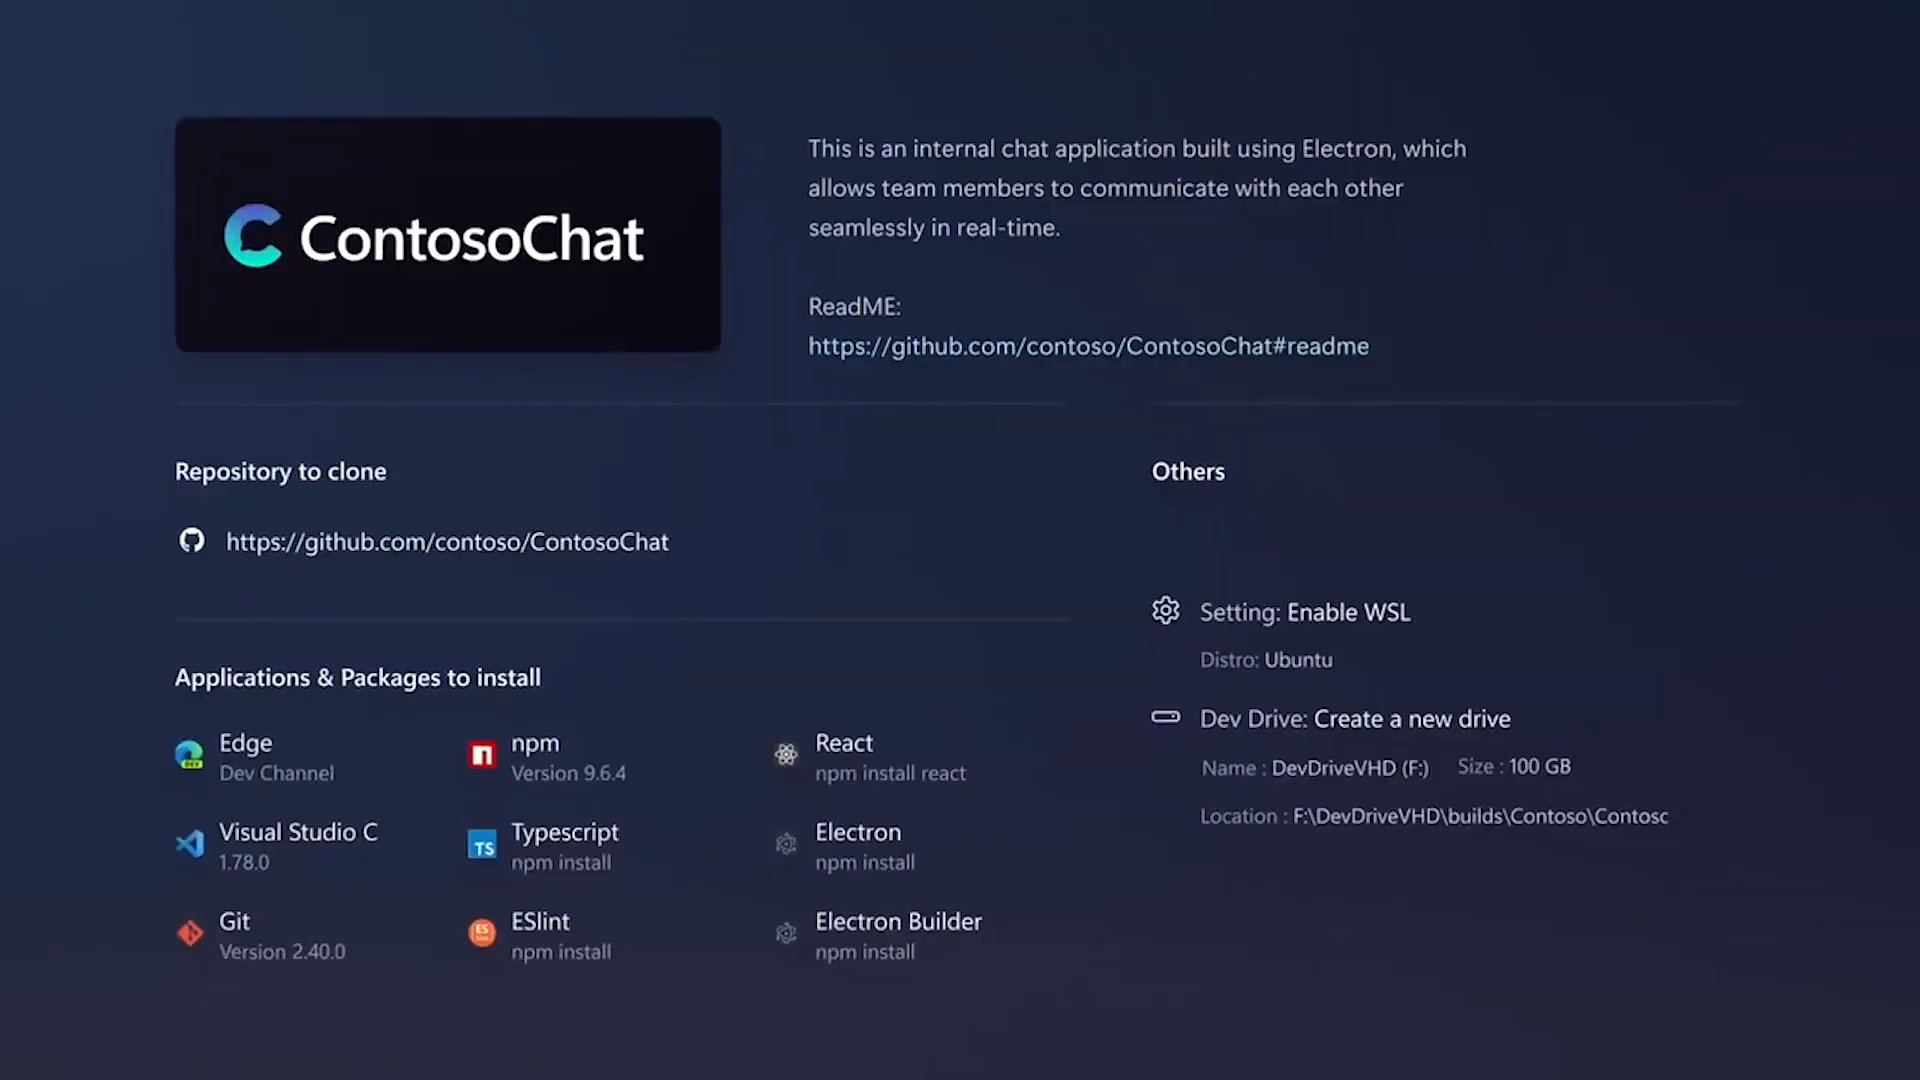 ContosoChat
This is an internal chat application built using Electron, which
allows team members to communicate with each other
seamlessly in real-time.
ReadME:
https://github.com/contoso/ContosoChat#readme
Repository to clone
https://github.com/contoso/ContosoChat
Applications & Packages to install
Edge
Dev Channel
Visual Studio C
1.78.0
Git
Version 2.40.0
npm
Version 9.6.4
TS
Typescript
npm install
ES
ESlint
npm install
React
npm install react
Electron
npm install
Electron Builder
npm install
Others
Setting: Enable WSL
Distro: Ubuntu
Dev Drive: Create a new drive
Name : DevDriveVHD (F:) Size : 100 GB
Location : F:\DevDriveVHD\builds\Contoso\Contosc